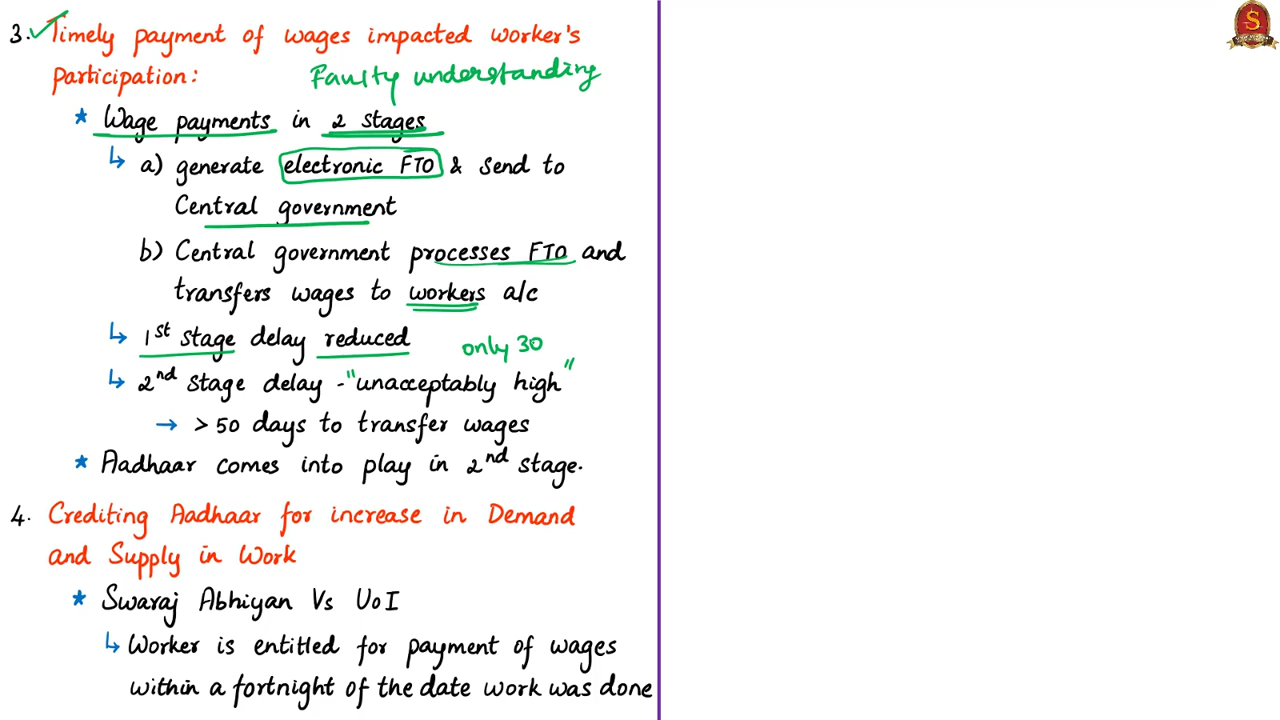 3. Timely payment of wages impacted worker's
participation: Faulty understanding
* Wage payments in 2 stages
↳ a) generate electronic FTO & send to
Central government
b) Central government processes FTO and
transfers wages to workers a/c
↳ 1st stage delay reduced only 30
↳ 2nd stage delay - "unacceptably high"
→ > 50 days to transfer wages
* Aadhaar comes into play in 2nd stage.
4. Crediting Aadhaar for increase in Demand
and Supply in Work
* Swaraj Abhiyan Vs UoI
↳ Worker is entitled for payment of wages
within a fortnight of the date work was done
S